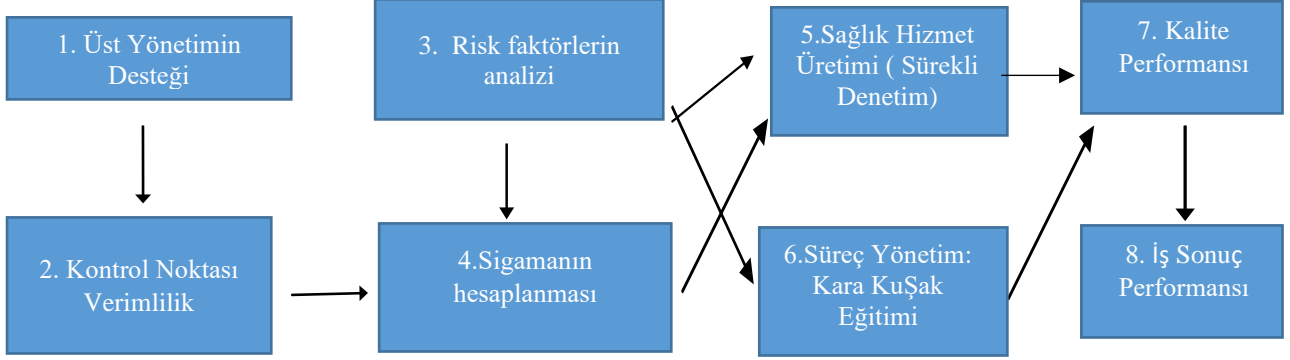 1. Üst Yönetimin
Desteği
2. Kontrol Noktası
Verimlilik
3. Risk faktörlerin
analizi
4.Sigamanın
hesaplanması
5.Sağlık Hizmet
Üretimi ( Sürekli
Denetim)
6.Süreç Yönetim:
Kara KuŞak
Eğitimi
7. Kalite
Performansı
8. İş Sonuç
Performansı